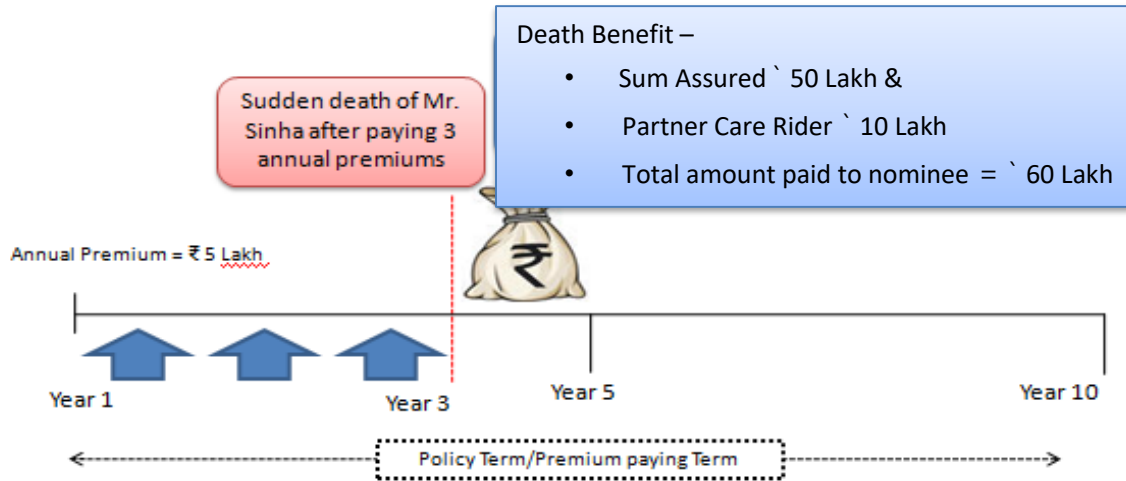 Death Benefit –
• Sum Assured ` 50 Lakh &
• Partner Care Rider ` 10 Lakh
• Total amount paid to nominee = ` 60 Lakh
Sudden death of Mr.
Sinha after paying 3
annual premiums
₹
Annual Premium = ₹ 5 Lakh
Year 1
Year 3
Year 5
Year 10
Policy Term/Premium paying Term